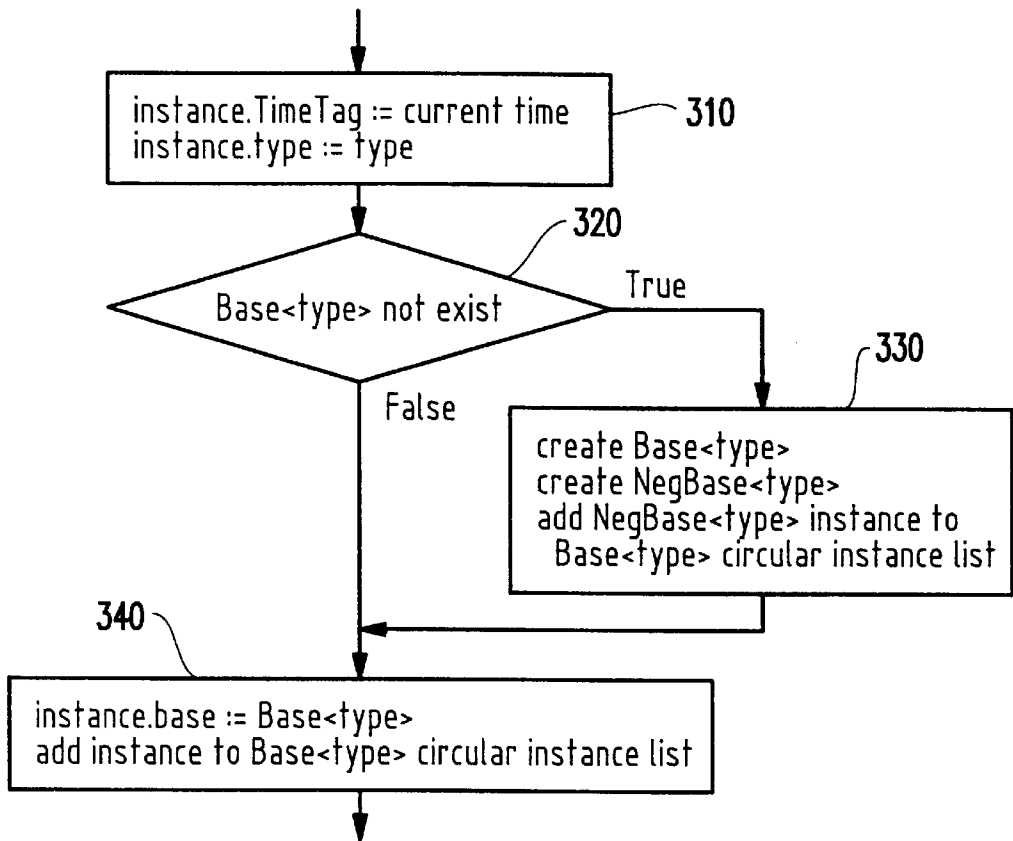 instance.TimeTag := current time
instance.type := type
310
320
Base<type> not exist
True
False
330
create Base<type>
create NegBase<type>
add NegBase<type> instance to
Base<type> circular instance list
340
instance.base := Base<type>
add instance to Base<type> circular instance list